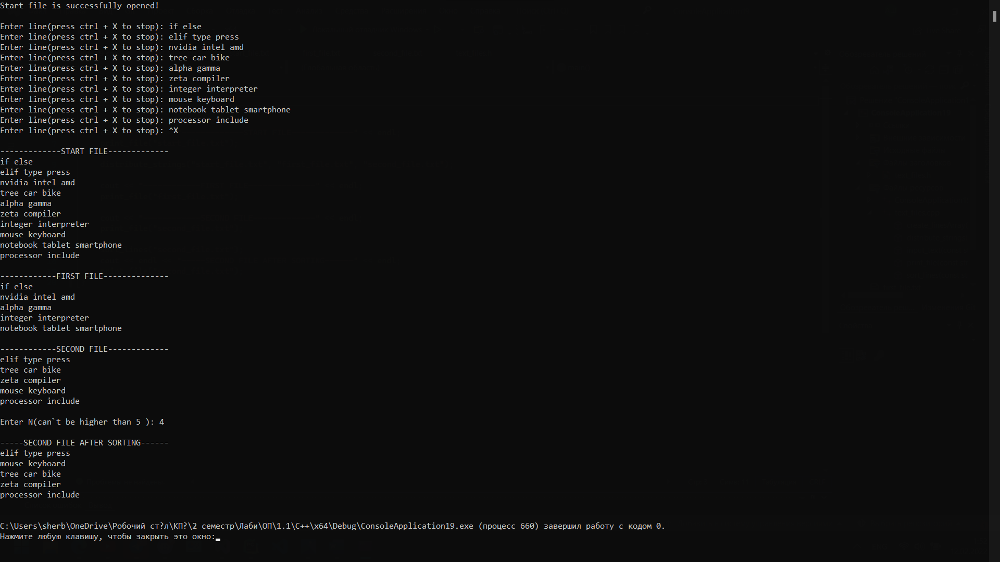 Start file is successfully opened!
Enter line(press ctrl + X to stop): if else
Enter line(press ctrl + X to stop): elif type press
Enter line(press ctrl + X to stop): nvidia intel amd
Enter line(press ctrl + X to stop): tree car bike
Enter line(press ctrl + X to stop): alpha gamma
Enter line(press ctrl + X to stop): zeta compiler
Enter line(press ctrl + X to stop): integer interpreter
Enter line(press ctrl + X to stop): mouse keyboard
Enter line(press ctrl + X to stop): notebook tablet smartphone
Enter line(press ctrl + X to stop): processor include
Enter line(press ctrl + X to stop): ^X
-------------START FILE-------------
if else
elif type press
nvidia intel amd
tree car bike
alpha gamma
zeta compiler
integer interpreter
mouse keyboard
notebook tablet smartphone
processor include
------------FIRST FILE--------------
if else
nvidia intel amd
alpha gamma
integer interpreter
notebook tablet smartphone
------------SECOND FILE-------------
elif type press
tree car bike
zeta compiler
mouse keyboard
processor include
Enter N(can`t be higher than 5 ): 4
-----SECOND FILE AFTER SORTING------
elif type press
mouse keyboard
tree car bike
zeta compiler
processor include
C:\Users\sherb\OneDrive\Робочий ст?л\КП?\2 семестр\Лаби\ОП\1.1\C++\x64\Debug\ConsoleApplication19.exe (процесс 660) завершил работу с кодом 0.
Нажмите любую клавишу, чтобы закрыть это окно: